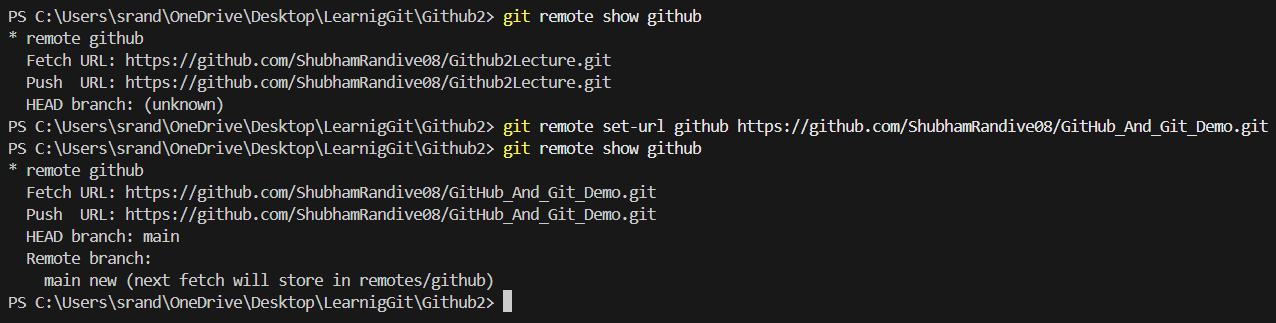 PS C:\Users\srand\OneDrive\Desktop\LearnigGit\Github2> git remote show github
* remote github
  Fetch URL: https://github.com/ShubhamRandive08/Github2Lecture.git
  Push  URL: https://github.com/ShubhamRandive08/Github2Lecture.git
  HEAD branch: (unknown)
PS C:\Users\srand\OneDrive\Desktop\LearnigGit\Github2> git remote set-url github https://github.com/ShubhamRandive08/GitHub_And_Git_Demo.git
PS C:\Users\srand\OneDrive\Desktop\LearnigGit\Github2> git remote show github
* remote github
  Fetch URL: https://github.com/ShubhamRandive08/GitHub_And_Git_Demo.git
  Push  URL: https://github.com/ShubhamRandive08/GitHub_And_Git_Demo.git
  HEAD branch: main
  Remote branch:
    main new (next fetch will store in remotes/github)
PS C:\Users\srand\OneDrive\Desktop\LearnigGit\Github2>